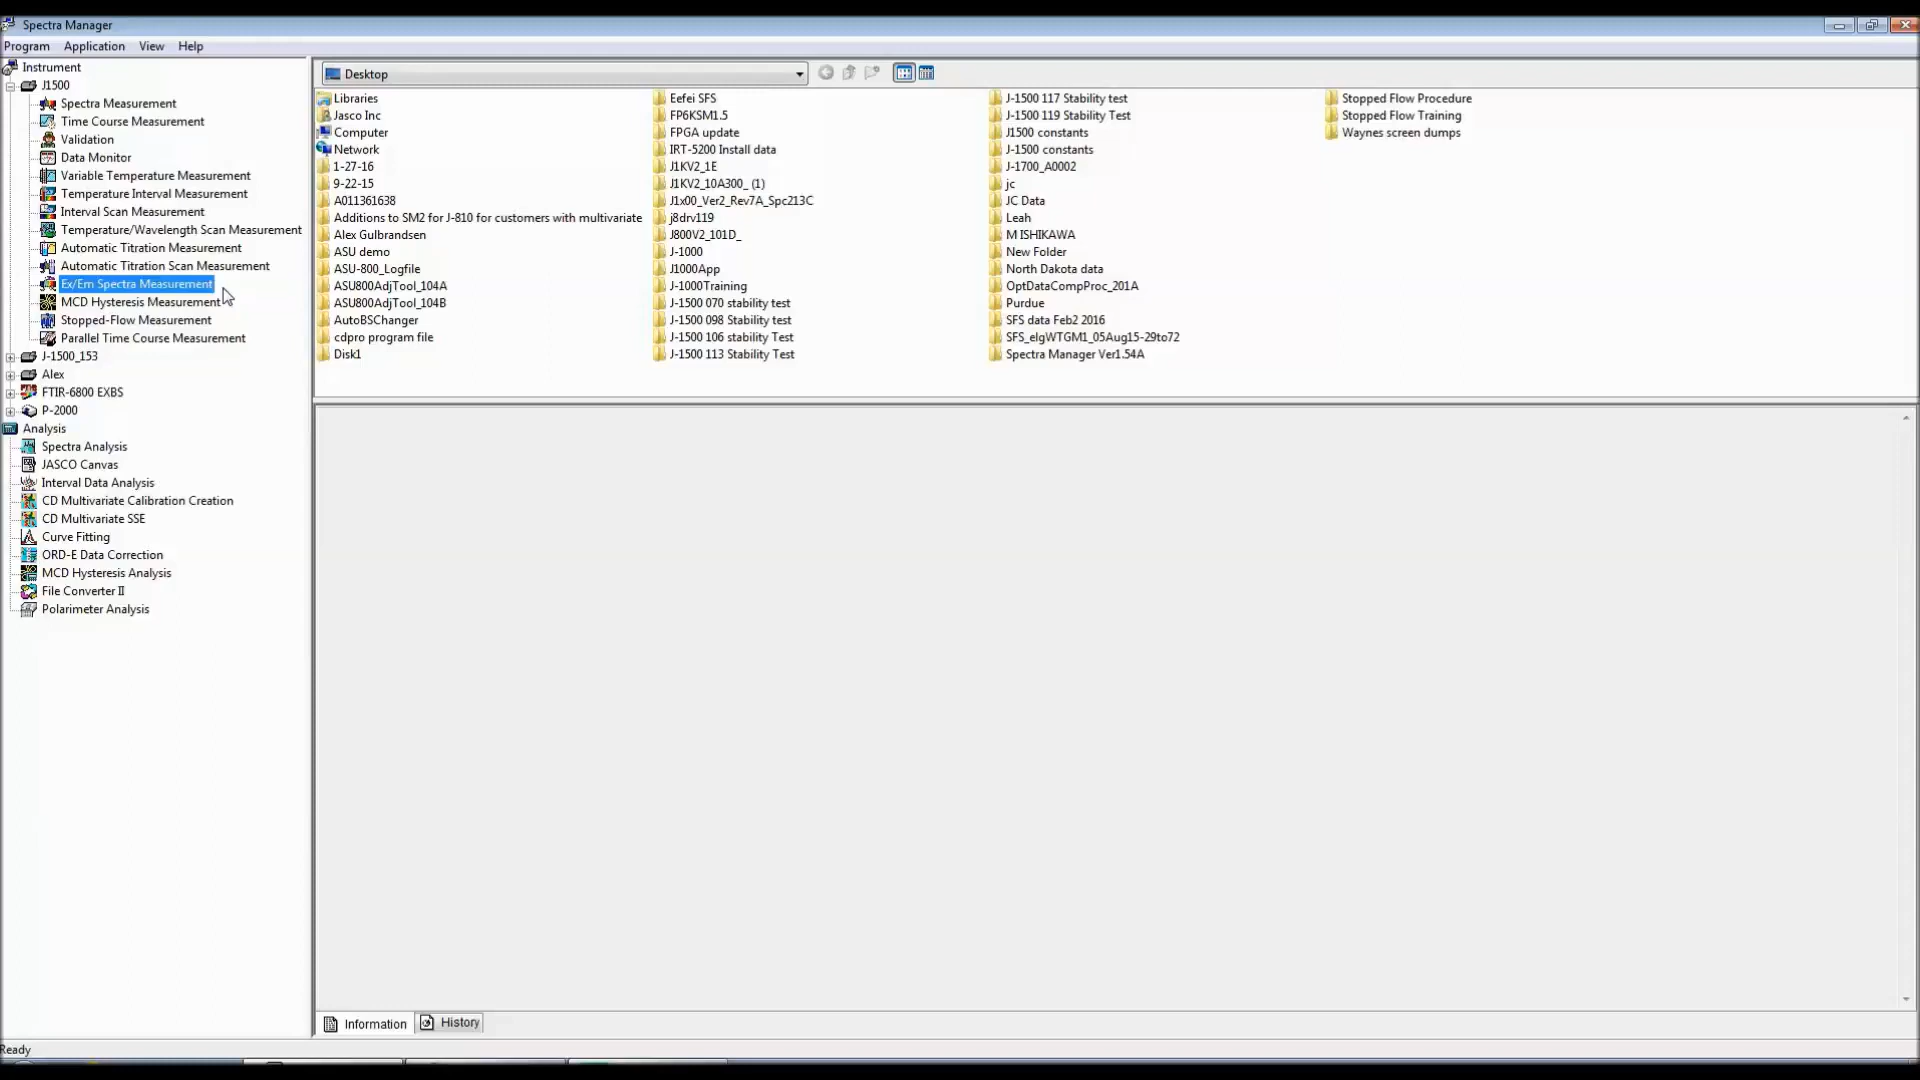 Spectra Manager
Program Application View Help
Instrument
J1500
Spectra Measurement
Time Course Measurement
Validation
Data Monitor
Variable Temperature Measurement
Temperature Interval Measurement
Interval Scan Measurement
Temperature/Wavelength Scan Measurement
Automatic Titration Measurement
Automatic Titration Scan Measurement
Ex/Em Spectra Measurement
MCD Hysteresis Measurement
Stopped-Flow Measurement
Parallel Time Course Measurement
J-1500_153
Alex
FTIR-6800 EXBS
P-2000
Analysis
Spectra Analysis
JASCO Canvas
Interval Data Analysis
CD Multivariate Calibration Creation
CD Multivariate SSE
Curve Fitting
ORD-E Data Correction
MCD Hysteresis Analysis
File Converter II
Polarimeter Analysis
Desktop
Libraries
Jasco Inc
Computer
Network
1-27-16
9-22-15
A011361638
Additions to SM2 for J-810 for customers with multivariate
Alex Gulbrandsen
ASU demo
ASU-800_Logfile
ASU800AdjTool_104A
ASU800AdjTool_104B
AutoBSChanger
cdpro program file
Disk1
Eefei SFS
FP6KSM1.5
FPGA update
IRT-5200 Install data
J1KV2_1E
J1KV2_10A300_ (1)
J1x00_Ver2_Rev7A_Spc213C
j8drv119
J800V2_101D_
J-1000
J1000App
J-1000Training
J-1500 070 stability test
J-1500 098 Stability test
J-1500 106 stability Test
J-1500 113 Stability Test
J-1500 117 Stability test
J-1500 119 Stability Test
J1500 constants
J-1500 constants
J-1700_A0002
jc
JC Data
Leah
M ISHIKAWA
New Folder
North Dakota data
OptDataCompProc_201A
Purdue
SFS data Feb2 2016
SFS_elgWTGM1_05Aug15-29to72
Spectra Manager Ver1.54A
Stopped Flow Procedure
Stopped Flow Training
Waynes screen dumps
Information History
Ready